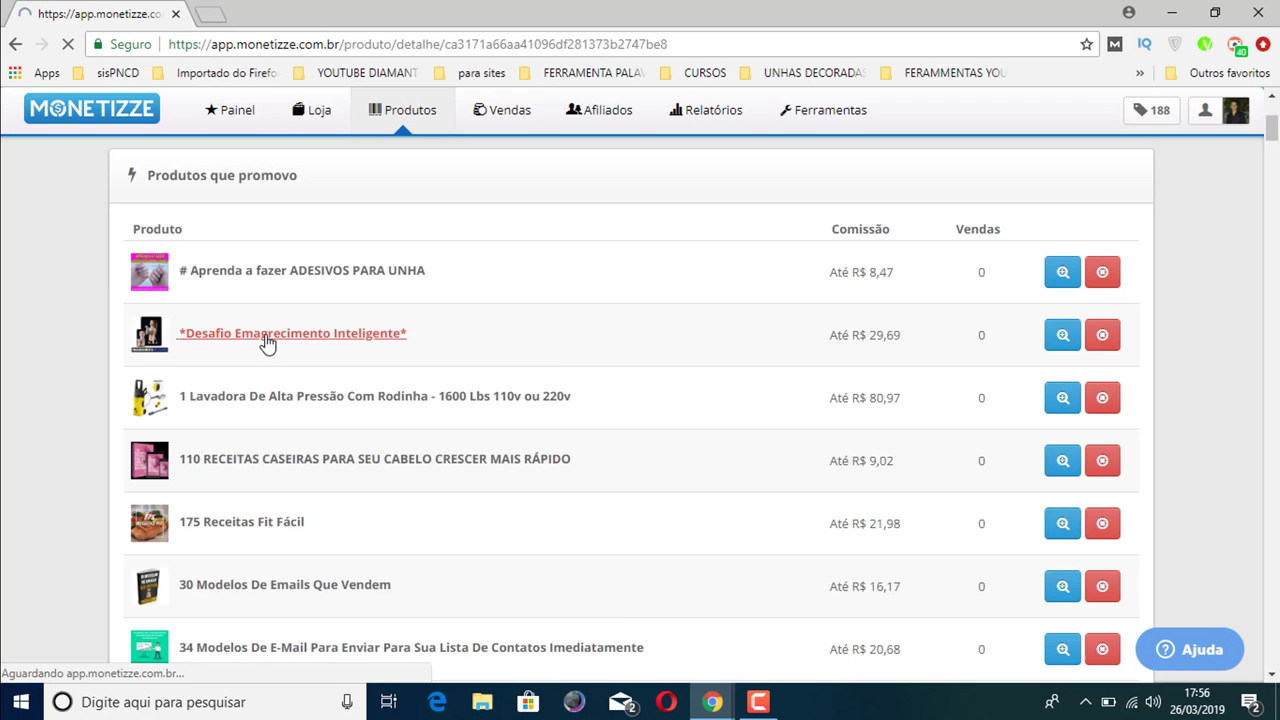 https://app.monetizze.co
Seguro
https://app.monetizze.com.br/produto/detalhe/ca3171a66aa41096df281373b2747be8
Apps
sisPNCD
Importado do Firefo
YOUTUBE DIAMANT
para sites
FERRAMENTA PALAV
CURSOS
UNHAS DECORADAS
FERAMMENTAS YOU
»
Outros favoritos
40
MONETIZZE
Painel
Loja
Produtos
Vendas
Afiliados
Relatórios
Ferramentas
188
Produtos que promovo
Produto Comissão Vendas
# Aprenda a fazer ADESIVOS PARA UNHA Até R$ 8,47 0
*Desafio Emagrecimento Inteligente* Até R$ 29,69 0
1 Lavadora De Alta Pressão Com Rodinha - 1600 Lbs 110v ou 220v Até R$ 80,97 0
110 RECEITAS CASEIRAS PARA SEU CABELO CRESCER MAIS RÁPIDO Até R$ 9,02 0
175 Receitas Fit Fácil Até R$ 21,98 0
30 Modelos De Emails Que Vendem Até R$ 16,17 0
34 Modelos De E-Mail Para Enviar Para Sua Lista De Contatos Imediatamente Até R$ 20,68 0
Ajuda
Aguardando app.monetizze.com.br...
Digite aqui para pesquisar
2
17:56
26/03/2019
2